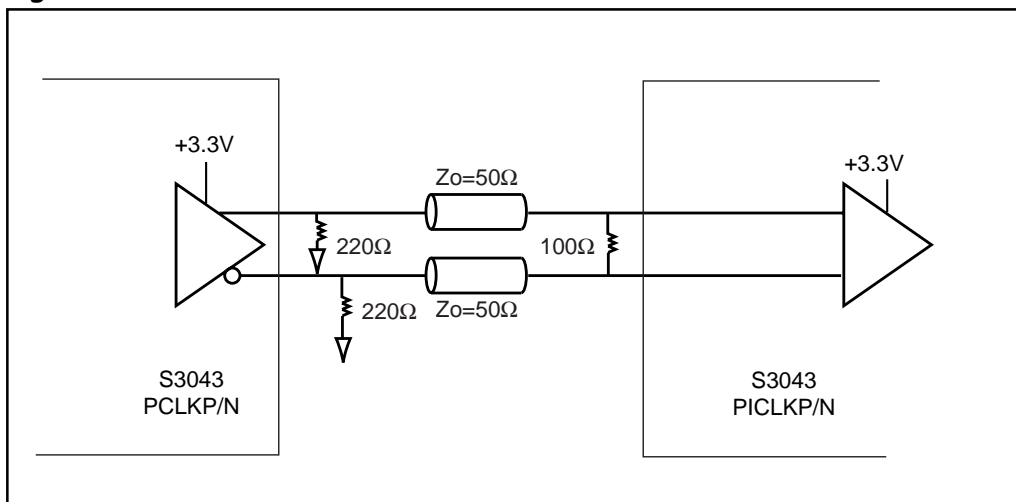 +3.3V
Zo=50Ω
+3.3V
220Ω
100Ω
220Ω
Zo=50Ω
S3043
PCLKP/N
S3043
PICLKP/N